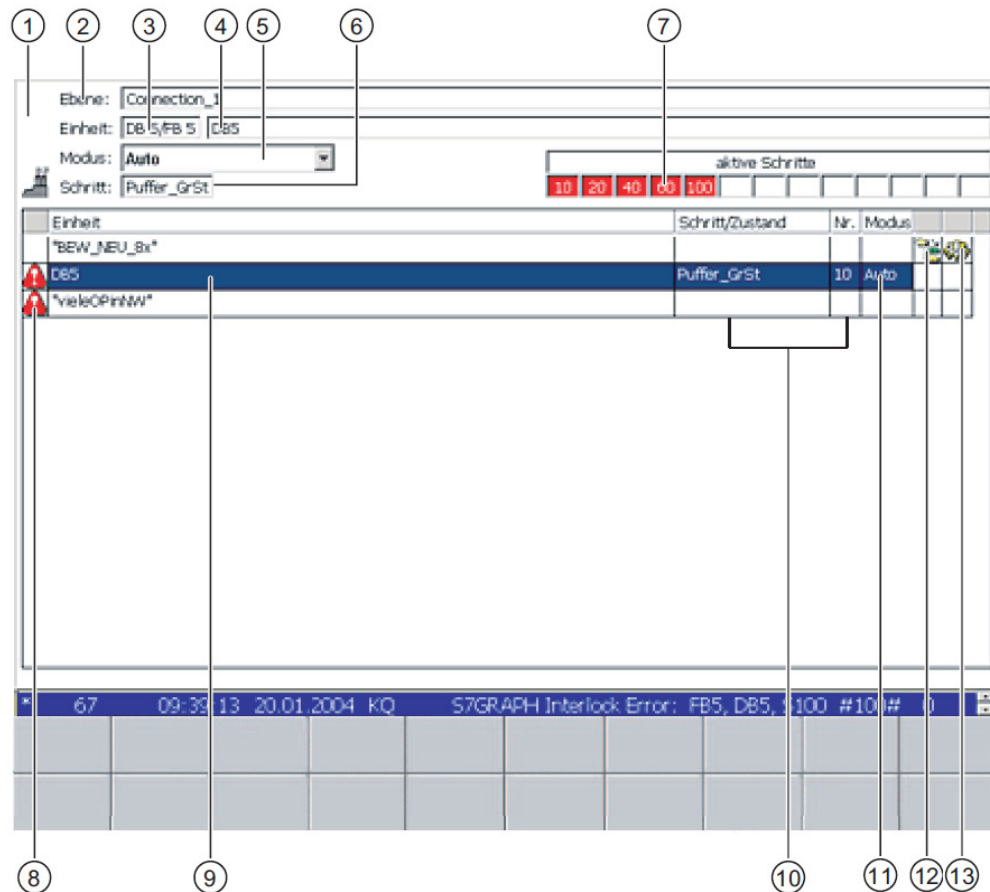 1 2 3 4 5 6 7
Ebene: Connection_1
Einheit: DB 5/FB 5 DB5
Modus: Auto
aktive Schritte
Schritt: Puffer_GrSt
10 20 40 60 100
Einheit Schritt/Zustand Nr. Modus
"BEW_NEU_8x"
DB5 Puffer_GrSt 10 Auto
"vieleOPinNW"
* 67 09:39:13 20.01.2004 KQ S7GRAPH Interlock Error: FB5, DB5, S100 #100# 0
8 9 10 11 12 13